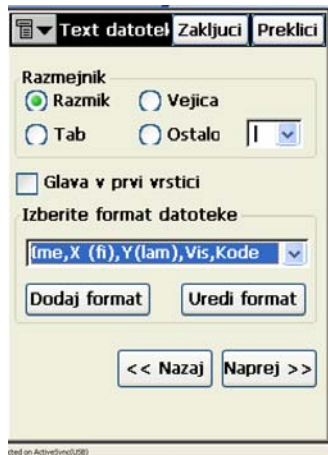 Text datotek Zakljuci Preklici
Razmejnik
Razmik Vejica
Tab Ostalo |
Glava v prvi vrstici
Izberite format datoteke
Ime,X (fi),Y(lam),Vis,Kode
Dodaj format Uredi format
<< Nazaj Naprej >>
cted on ActiveSync(USB)